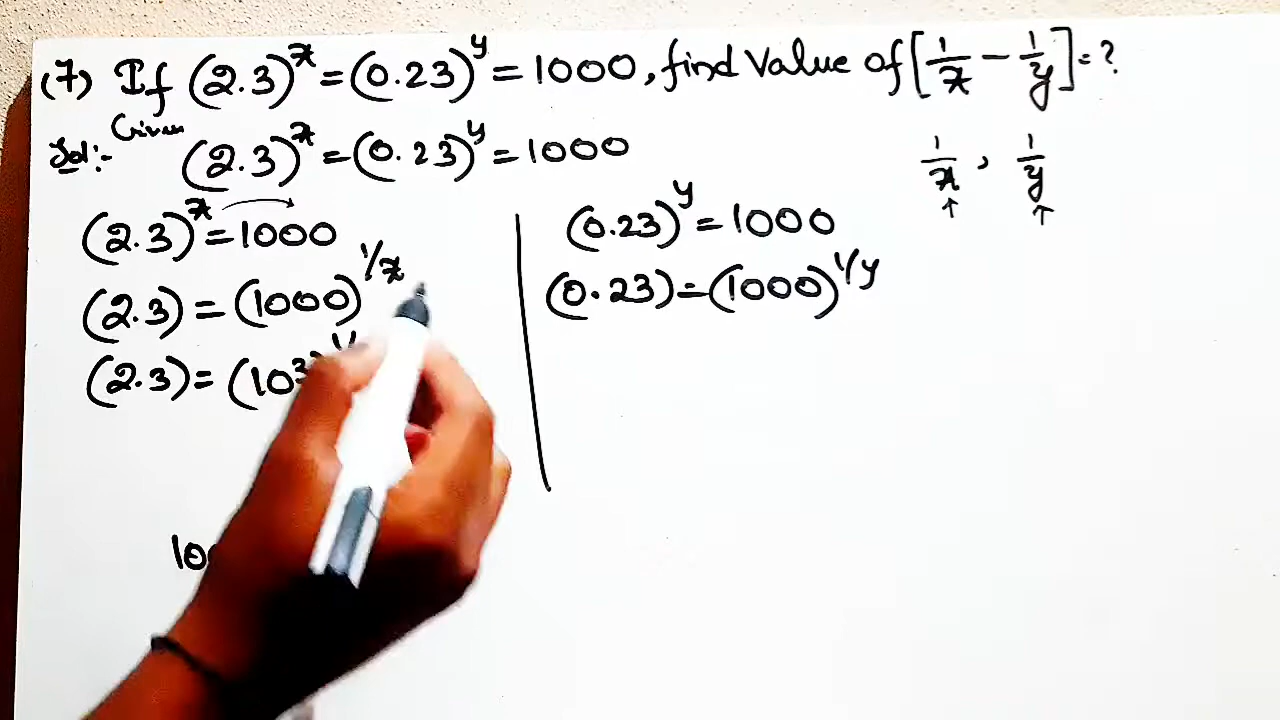 (7) If (2.3)^x = (0.23)^y = 1000, find Value of [1/x - 1/y] = ?
Sol:- Given (2.3)^x = (0.23)^y = 1000
1/x , 1/y
(2.3)^x = 1000
(2.3) = (1000)^1/x
(2.3) = (10³)
(0.23)^y = 1000
(0.23) = (1000)^1/y